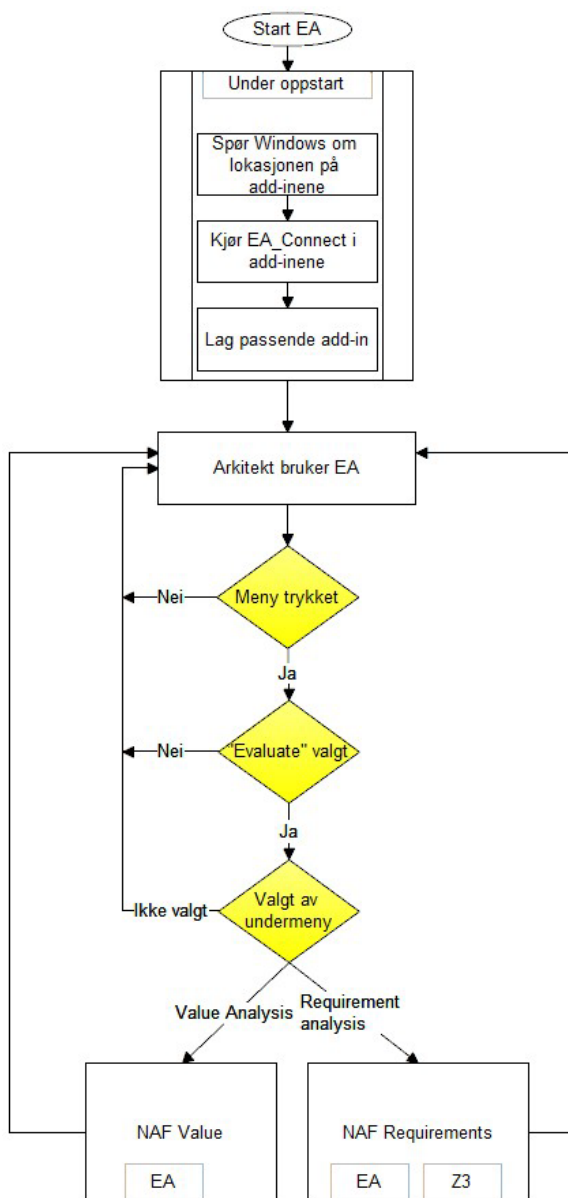 Start EA
Under oppstart
Spør Windows om
lokasjonen på
add-inene
Kjør EA_Connect i
add-inene
Lag passende add-in
Arkitekt bruker EA
Meny trykket
Nei
Ja
"Evaluate" valgt
Nei
Ja
Valgt av
undermeny
Ikke valgt
Value Analysis
Requirement
analysis
NAF Value
EA
NAF Requirements
EA
Z3